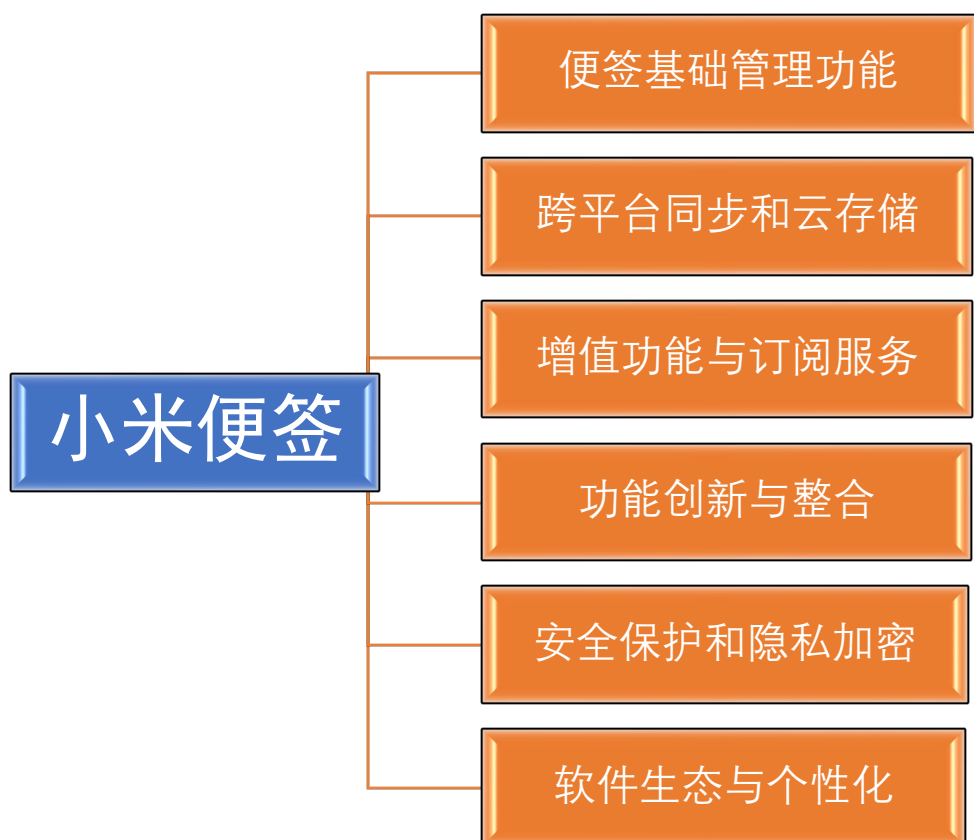 小米便签
便签基础管理功能
跨平台同步和云存储
增值功能与订阅服务
功能创新与整合
安全保护和隐私加密
软件生态与个性化